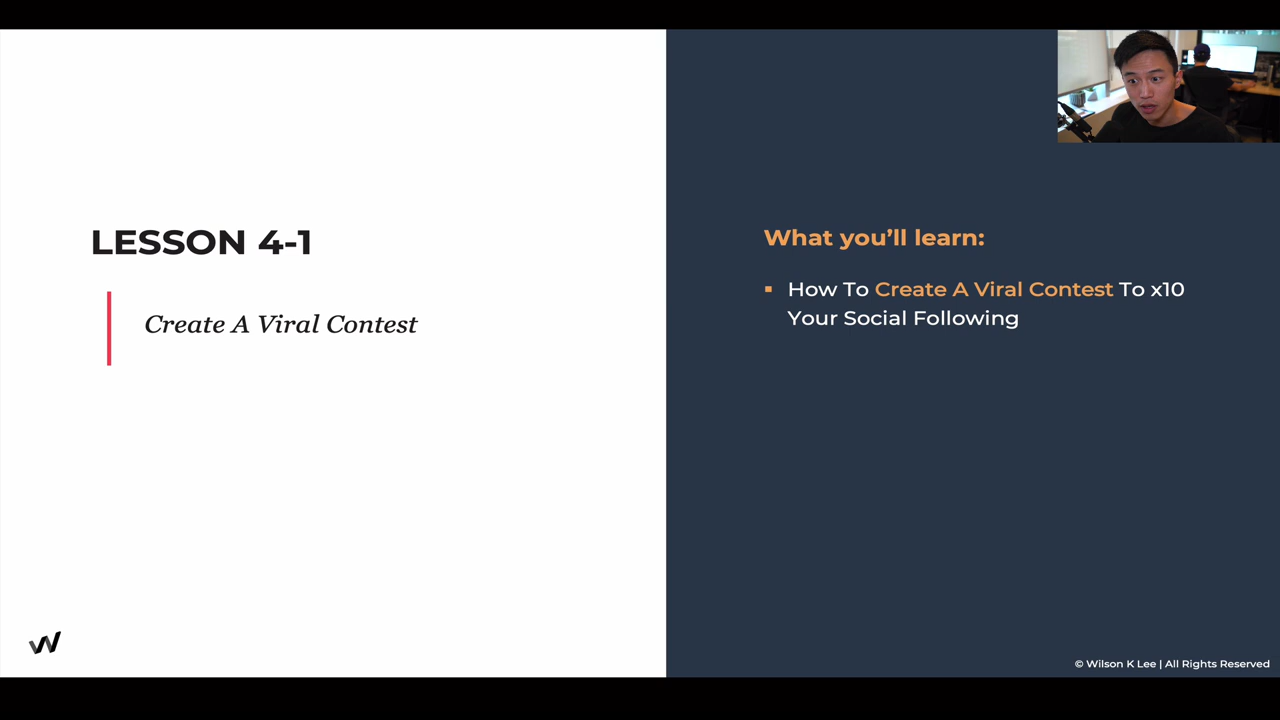 LESSON 4-1
Create A Viral Contest
What you’ll learn:
▪ How To Create A Viral Contest To x10
Your Social Following
© Wilson K Lee | All Rights Reserved